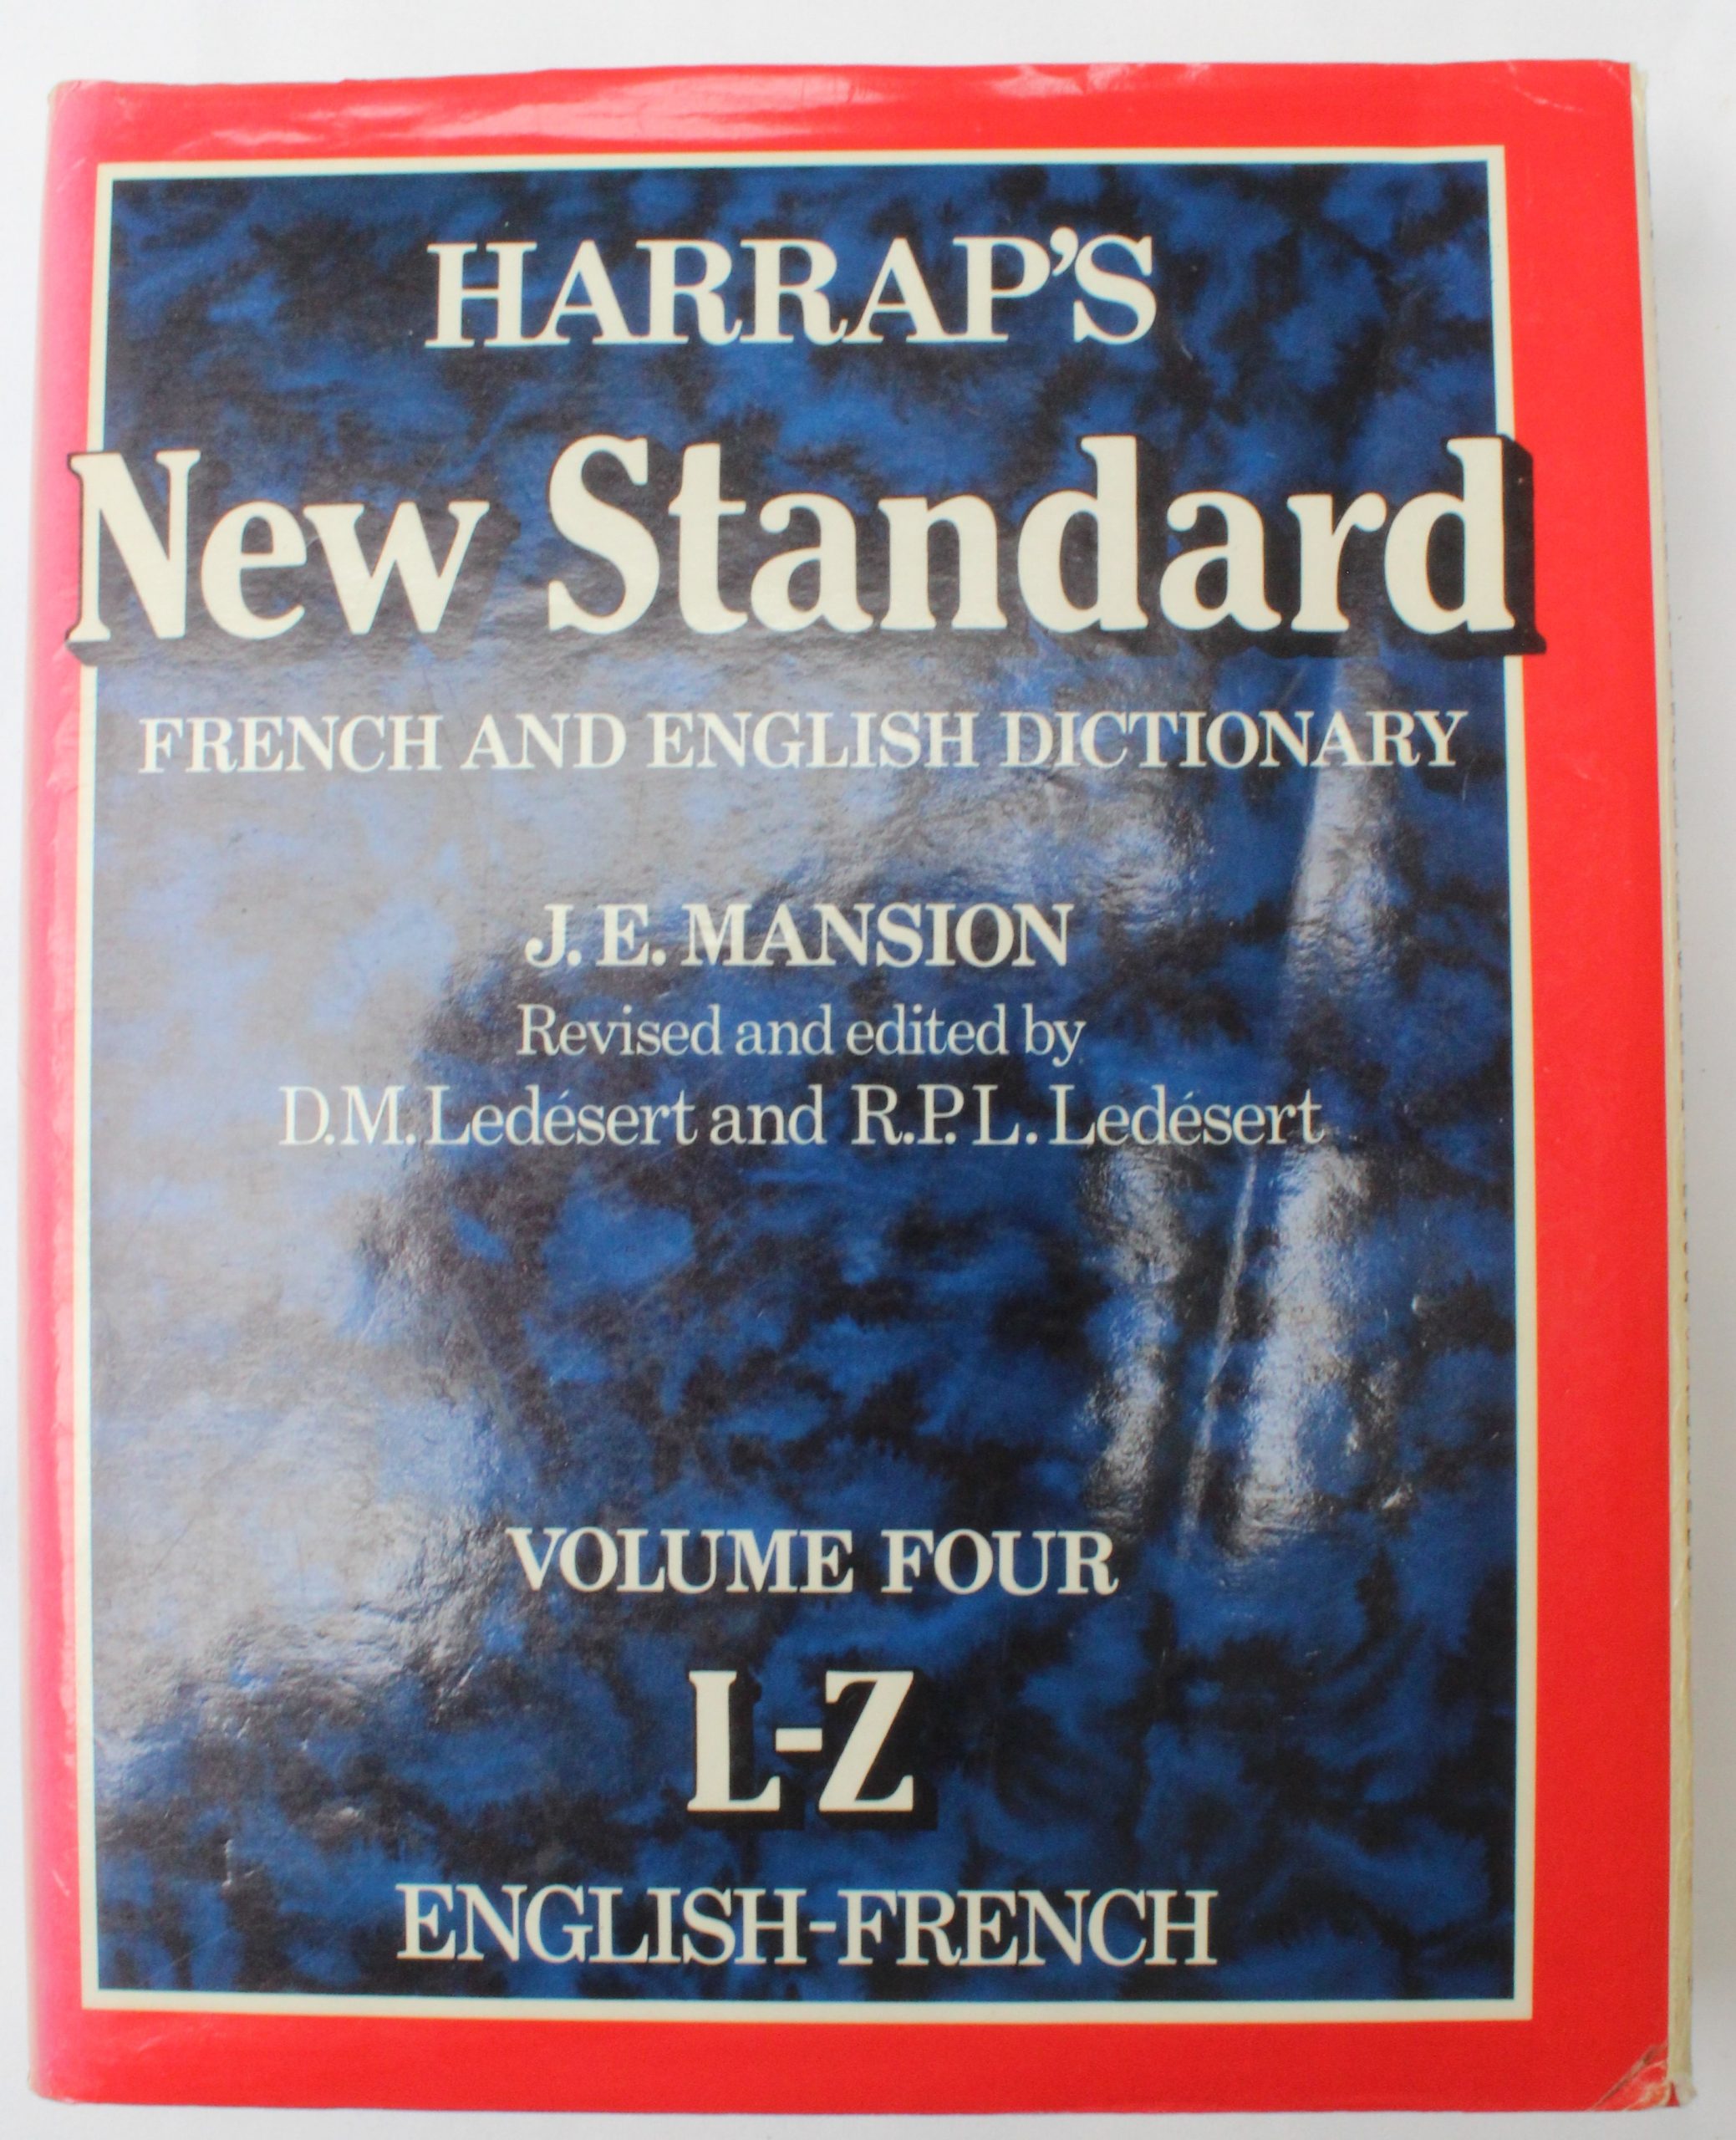 HARRAP'S
New Standard
FRENCH AND ENGLISH DICTIONARY
J. E. MANSION
Revised and edited by
D.M. Ledésert and R.P.L. Ledésert
VOLUME FOUR
L-Z
ENGLISH-FRENCH